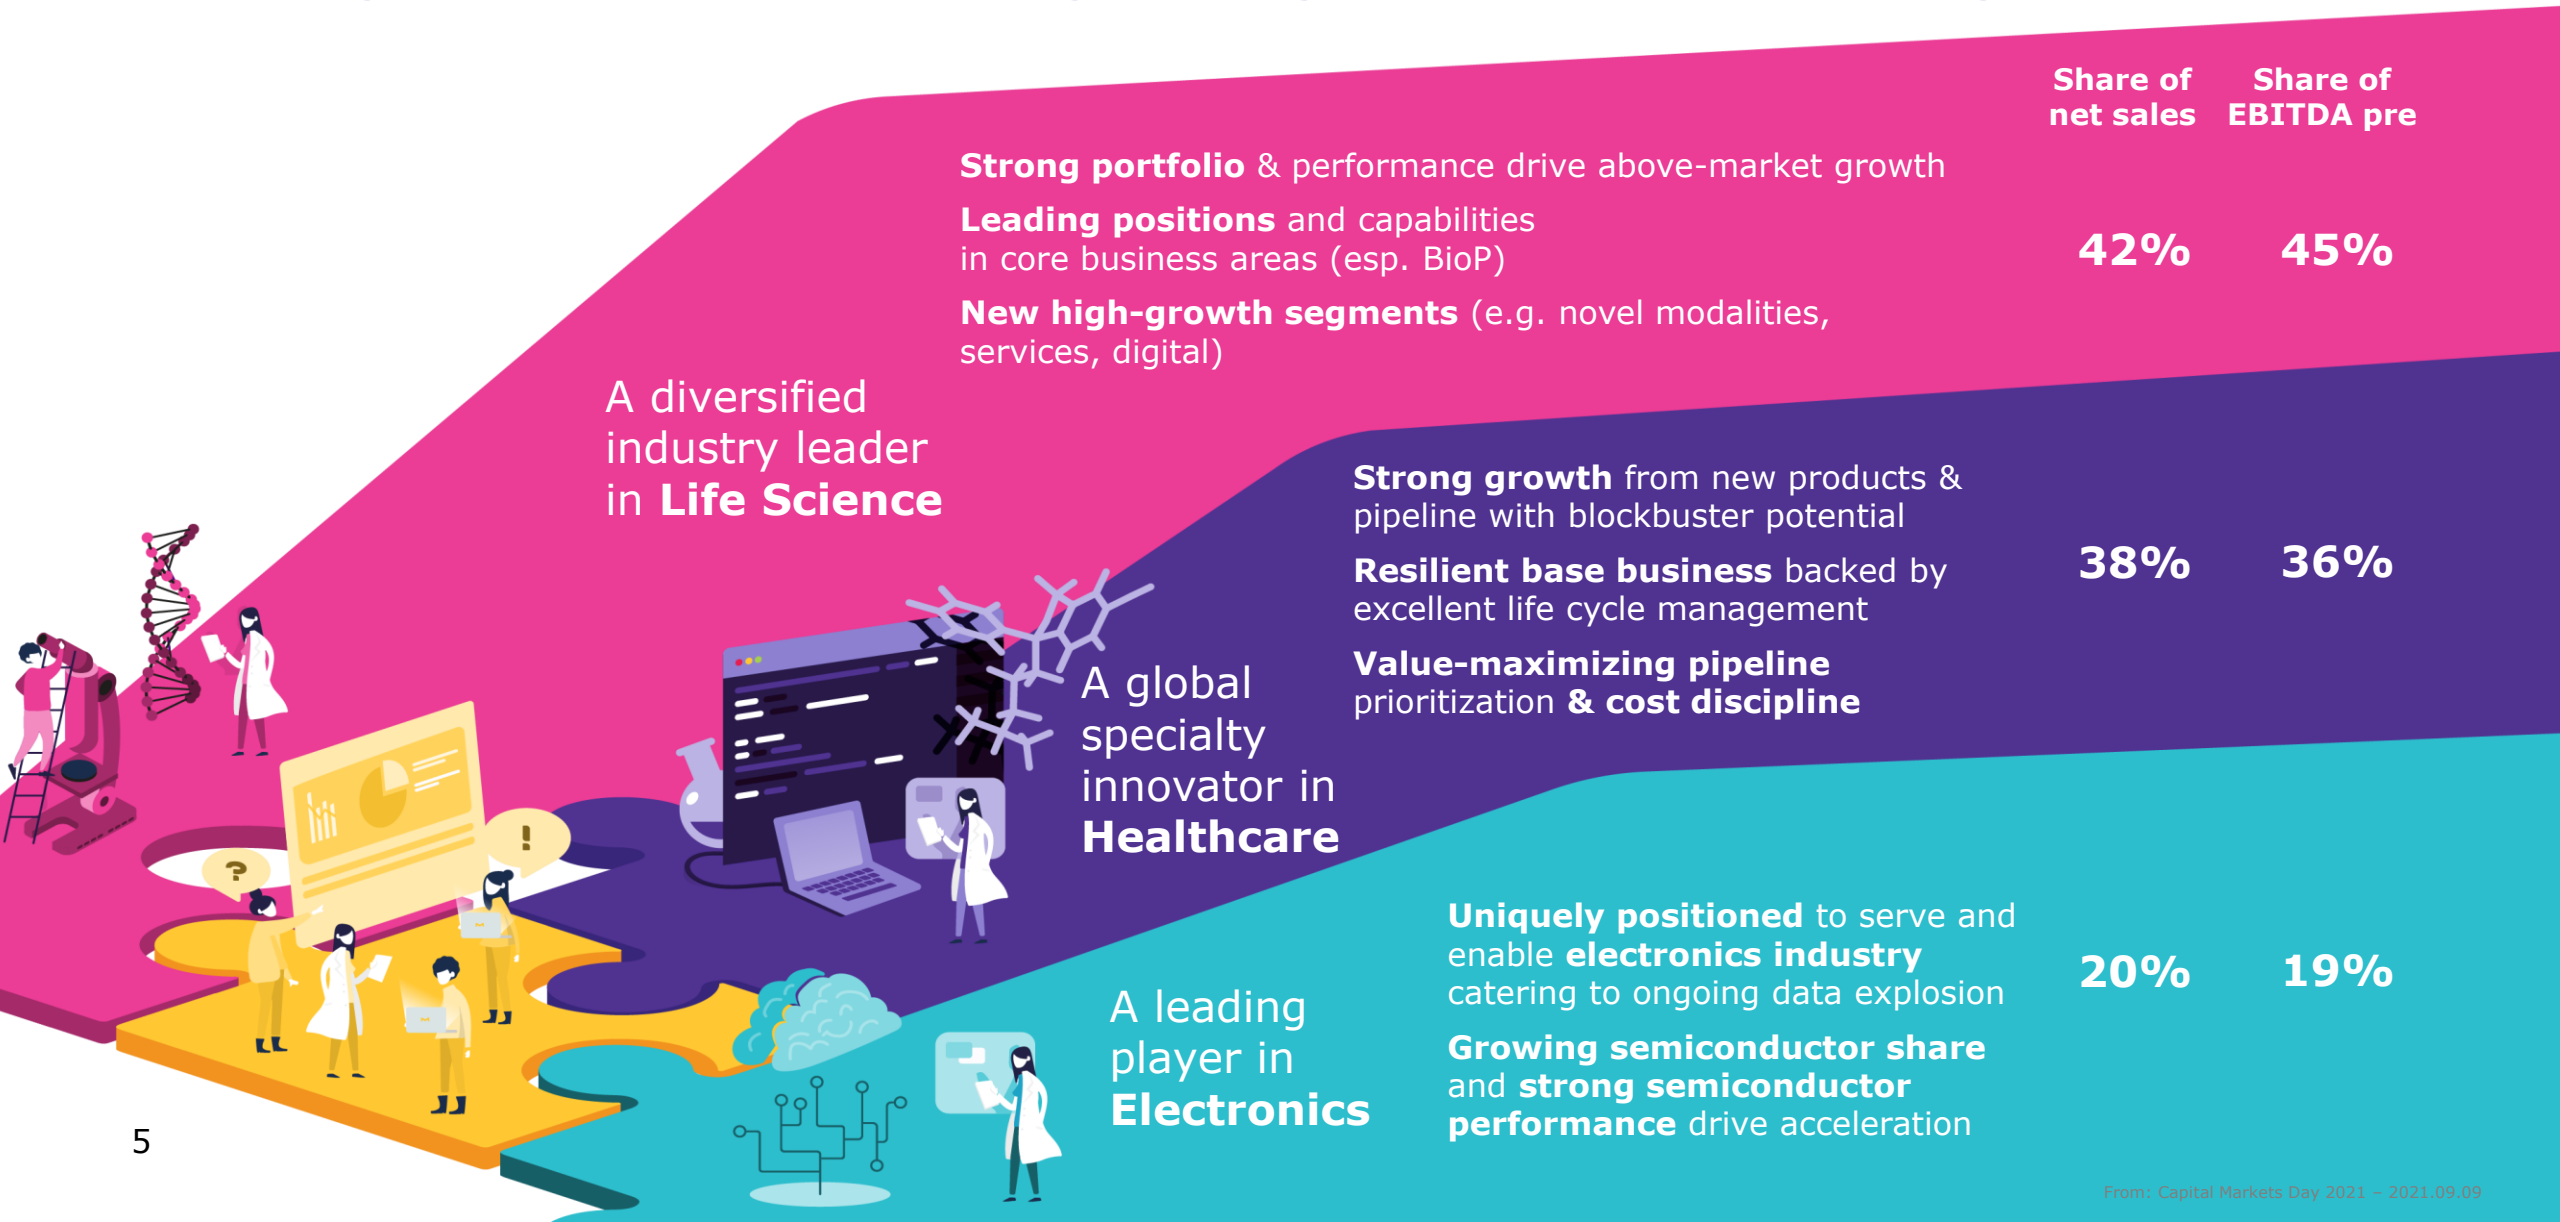 Share of Share of
net sales EBITDA pre
Strong portfolio & performance drive above-market growth
Leading positions and capabilities
in core business areas (esp. BioP)
42% 45%
New high-growth segments (e.g. novel modalities,
services, digital)
A diversified
industry leader
in Life Science
Strong growth from new products &
pipeline with blockbuster potential
Resilient base business backed by
excellent life cycle management
38% 36%
Value-maximizing pipeline
prioritization & cost discipline
A global
specialty
innovator in
Healthcare
? !
Uniquely positioned to serve and
enable electronics industry
catering to ongoing data explosion
20% 19%
Growing semiconductor share
and strong semiconductor
performance drive acceleration
A leading
player in
Electronics
5
From: Capital Markets Day 2021 – 2021.09.09